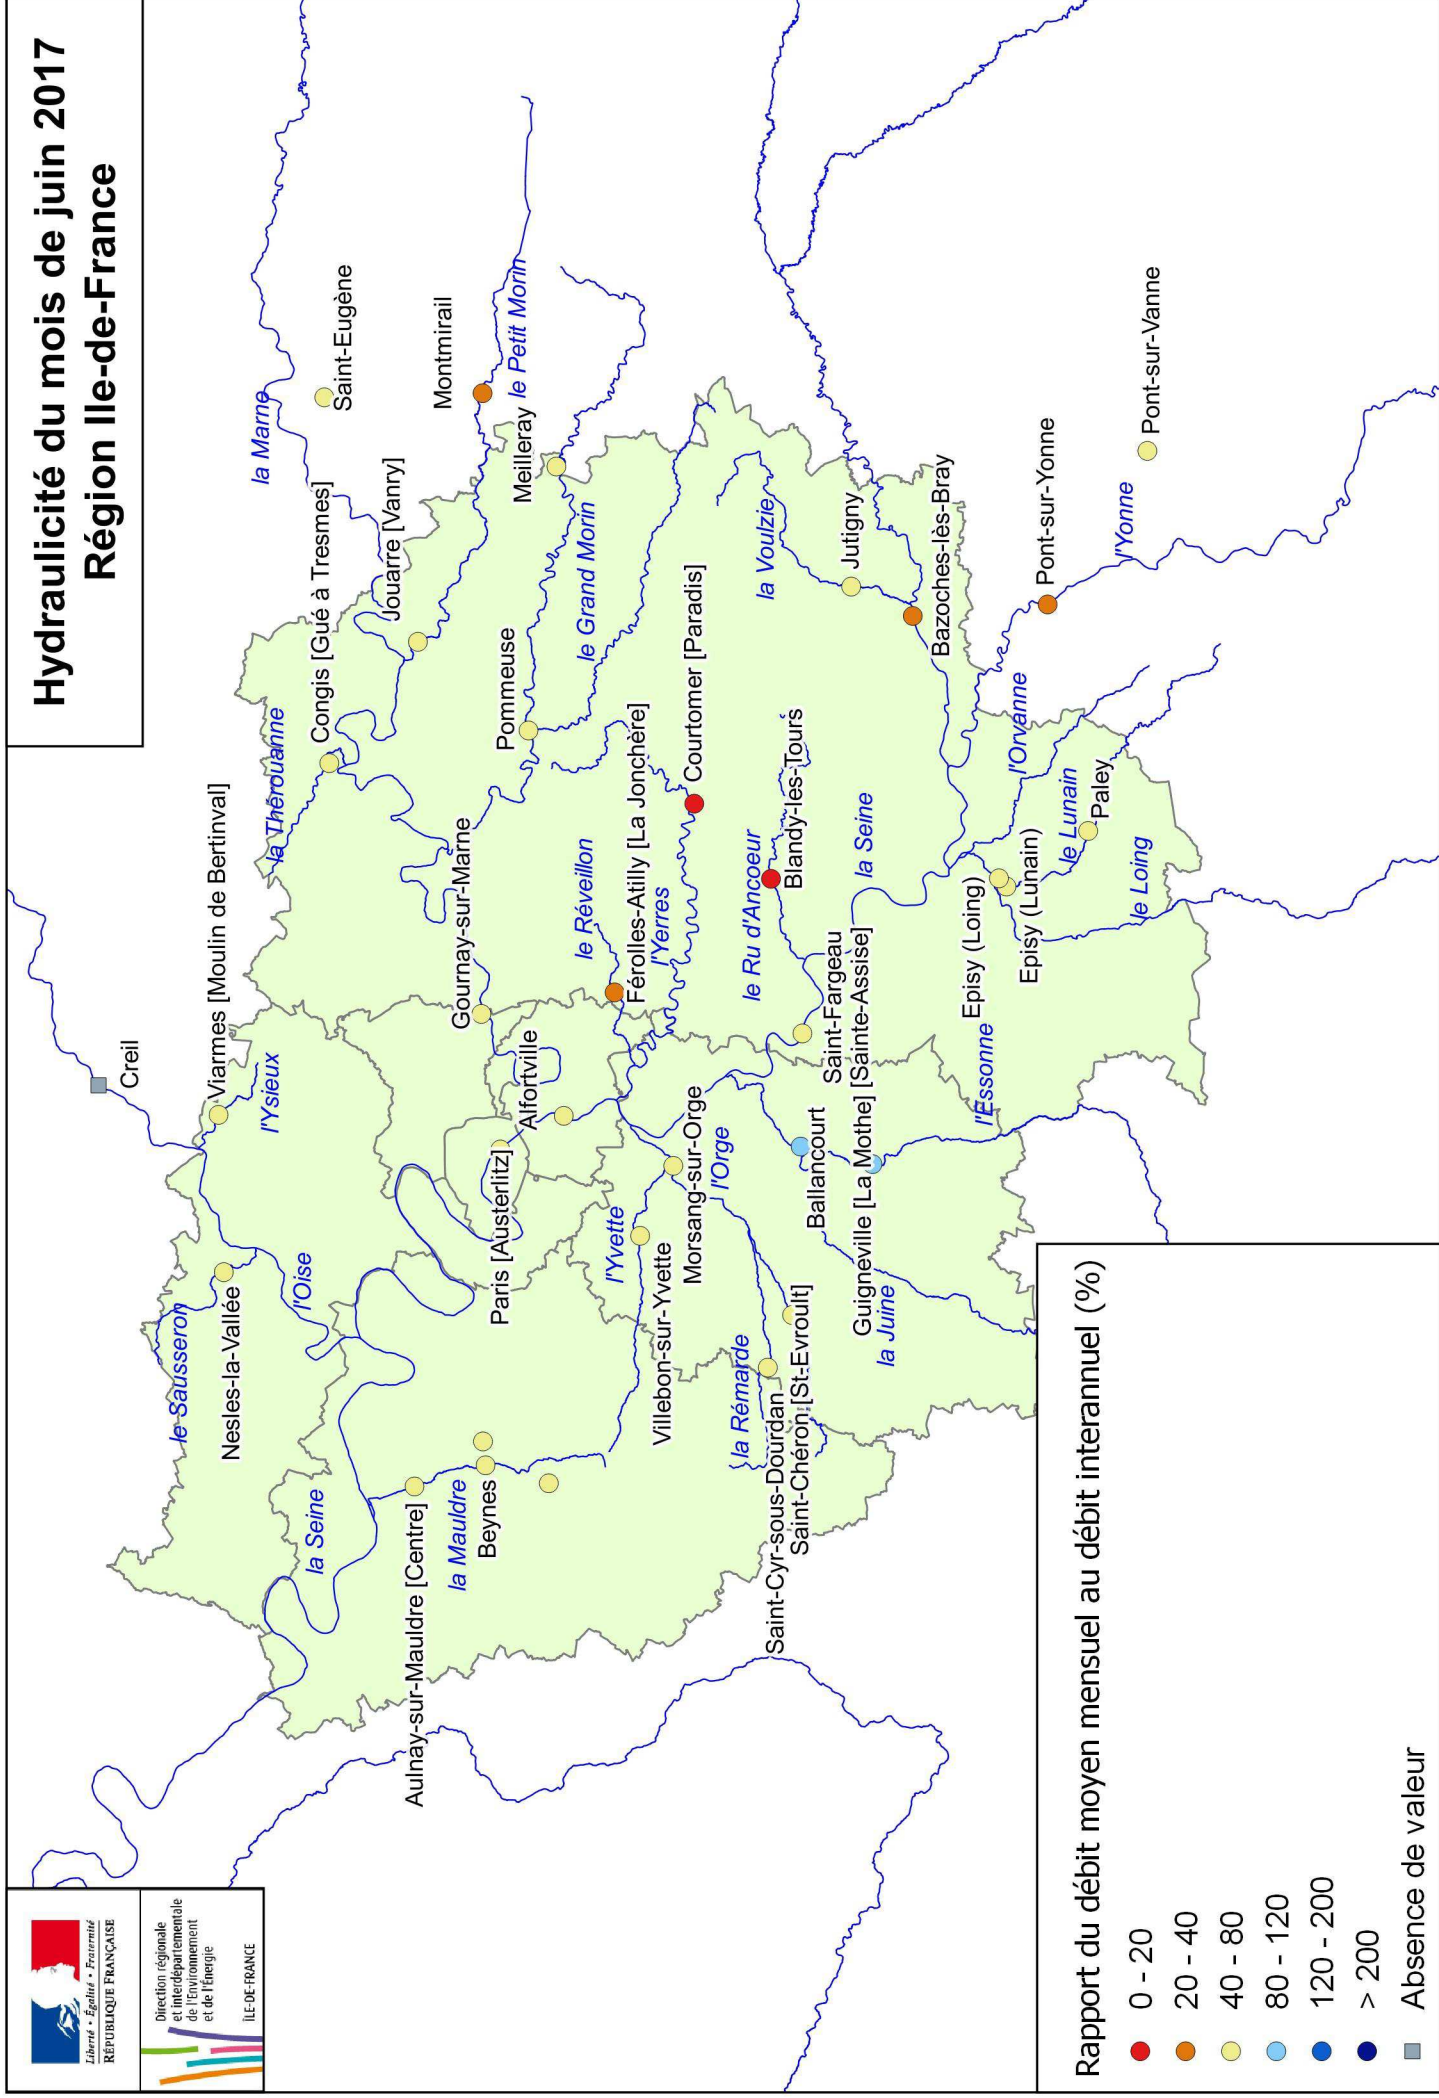 Liberté • Égalité • Fraternité
RÉPUBLIQUE FRANÇAISE
Direction régionale
et interdépartementale
de l'Environnement
et de l'Énergie
ÎLE-DE-FRANCE
Hydraulicité du mois de juin 2017
Région Ile-de-France
Creil
Viarmes [Moulin de Bertinval]
l'Ysieux
le Sausseron
Nesles-la-Vallée
l'Oise
la Thérouanne
Congis [Gué à Tresmes]
la Marne
Saint-Eugène
Jouarre [Vanry]
Montmirail
le Petit Morin
la Seine
Aulnay-sur-Mauldre [Centre]
la Mauldre
Beynes
Paris [Austerlitz]
Alfortville
Gournay-sur-Marne
Pommeuse
Meilleray
le Grand Morin
le Réveillon
Férolles-Atilly [La Jonchère]
l'Yerres
Courtomer [Paradis]
l'Yvette
Villebon-sur-Yvette
Morsang-sur-Orge
l'Orge
la Rémarde
Saint-Cyr-sous-Dourdan
Saint-Chéron [St-Evroult]
le Ru d'Ancoeur
Blandy-les-Tours
la Voulzie
Jutigny
Ballancourt
Saint-Fargeau
[Sainte-Assise]
Guigneville [La Mothe]
la Juine
la Seine
Bazoches-lès-Bray
l'Essonne
Episy (Loing)
Episy (Lunain)
l'Orvanne
le Lunain
Paley
le Loing
Pont-sur-Yonne
l'Yonne
Pont-sur-Vanne
Rapport du débit moyen mensuel au débit interannuel (%)
0 - 20
20 - 40
40 - 80
80 - 120
120 - 200
> 200
Absence de valeur